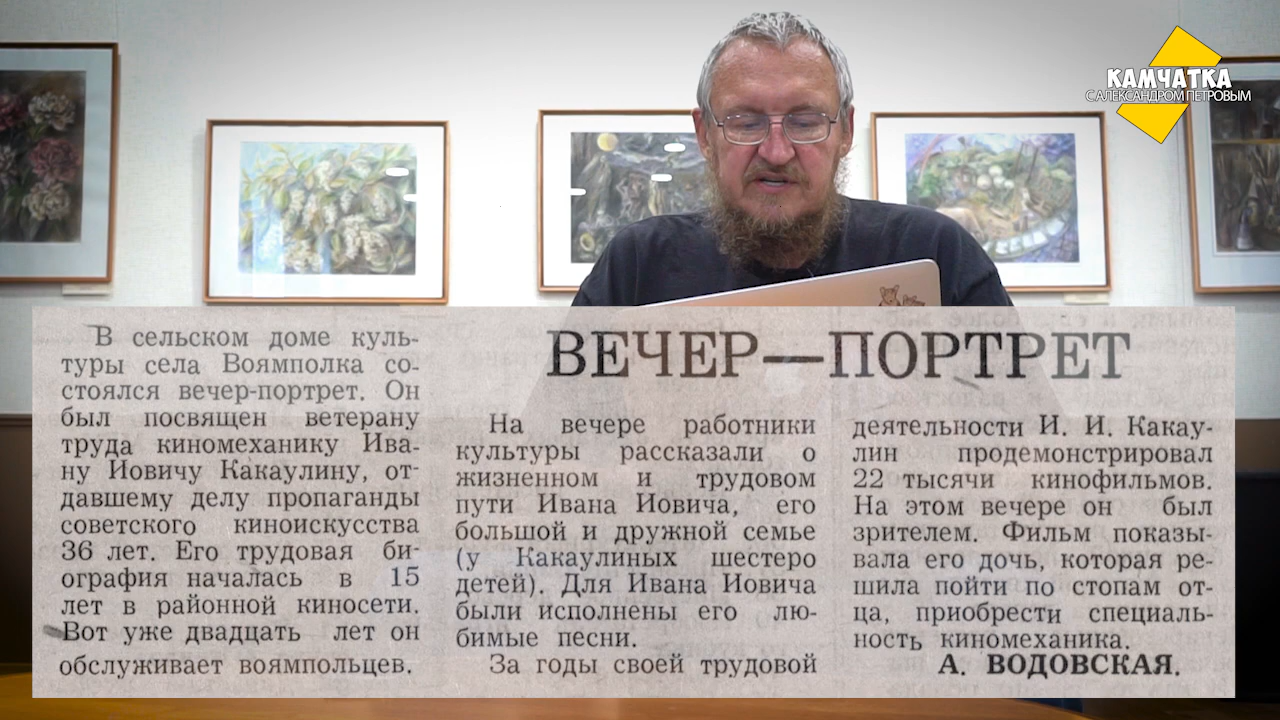 КАМЧАТКА
С АЛЕКСАНДРОМ ПЕТРОВЫМ
ВЕЧЕР—ПОРТРЕТ
В сельском доме куль-
туры села Воямполка со-
стоялся вечер-портрет. Он
был посвящен ветерану
труда киномеханику Ива-
ну Иовичу Какаулину, от-
давшему делу пропаганды
советского киноискусства
36 лет. Его трудовая би-
ография началась в 15
лет в районной киносети.
Вот уже двадцать лет он
обслуживает воямпольцев.
На вечере работники
культуры рассказали о
жизненном и трудовом
пути Ивана Иовича, его
большой и дружной семье
(у Какаулиных шестеро
детей). Для Ивана Иовича
были исполнены его лю-
бимые песни.
За годы своей трудовой
деятельности И. И. Какау-
лин продемонстрировал
22 тысячи кинофильмов.
На этом вечере он был
зрителем. Фильм показы-
вала его дочь, которая ре-
шила пойти по стопам от-
ца, приобрести специаль-
ность киномеханика.
А. ВОДОВСКАЯ.